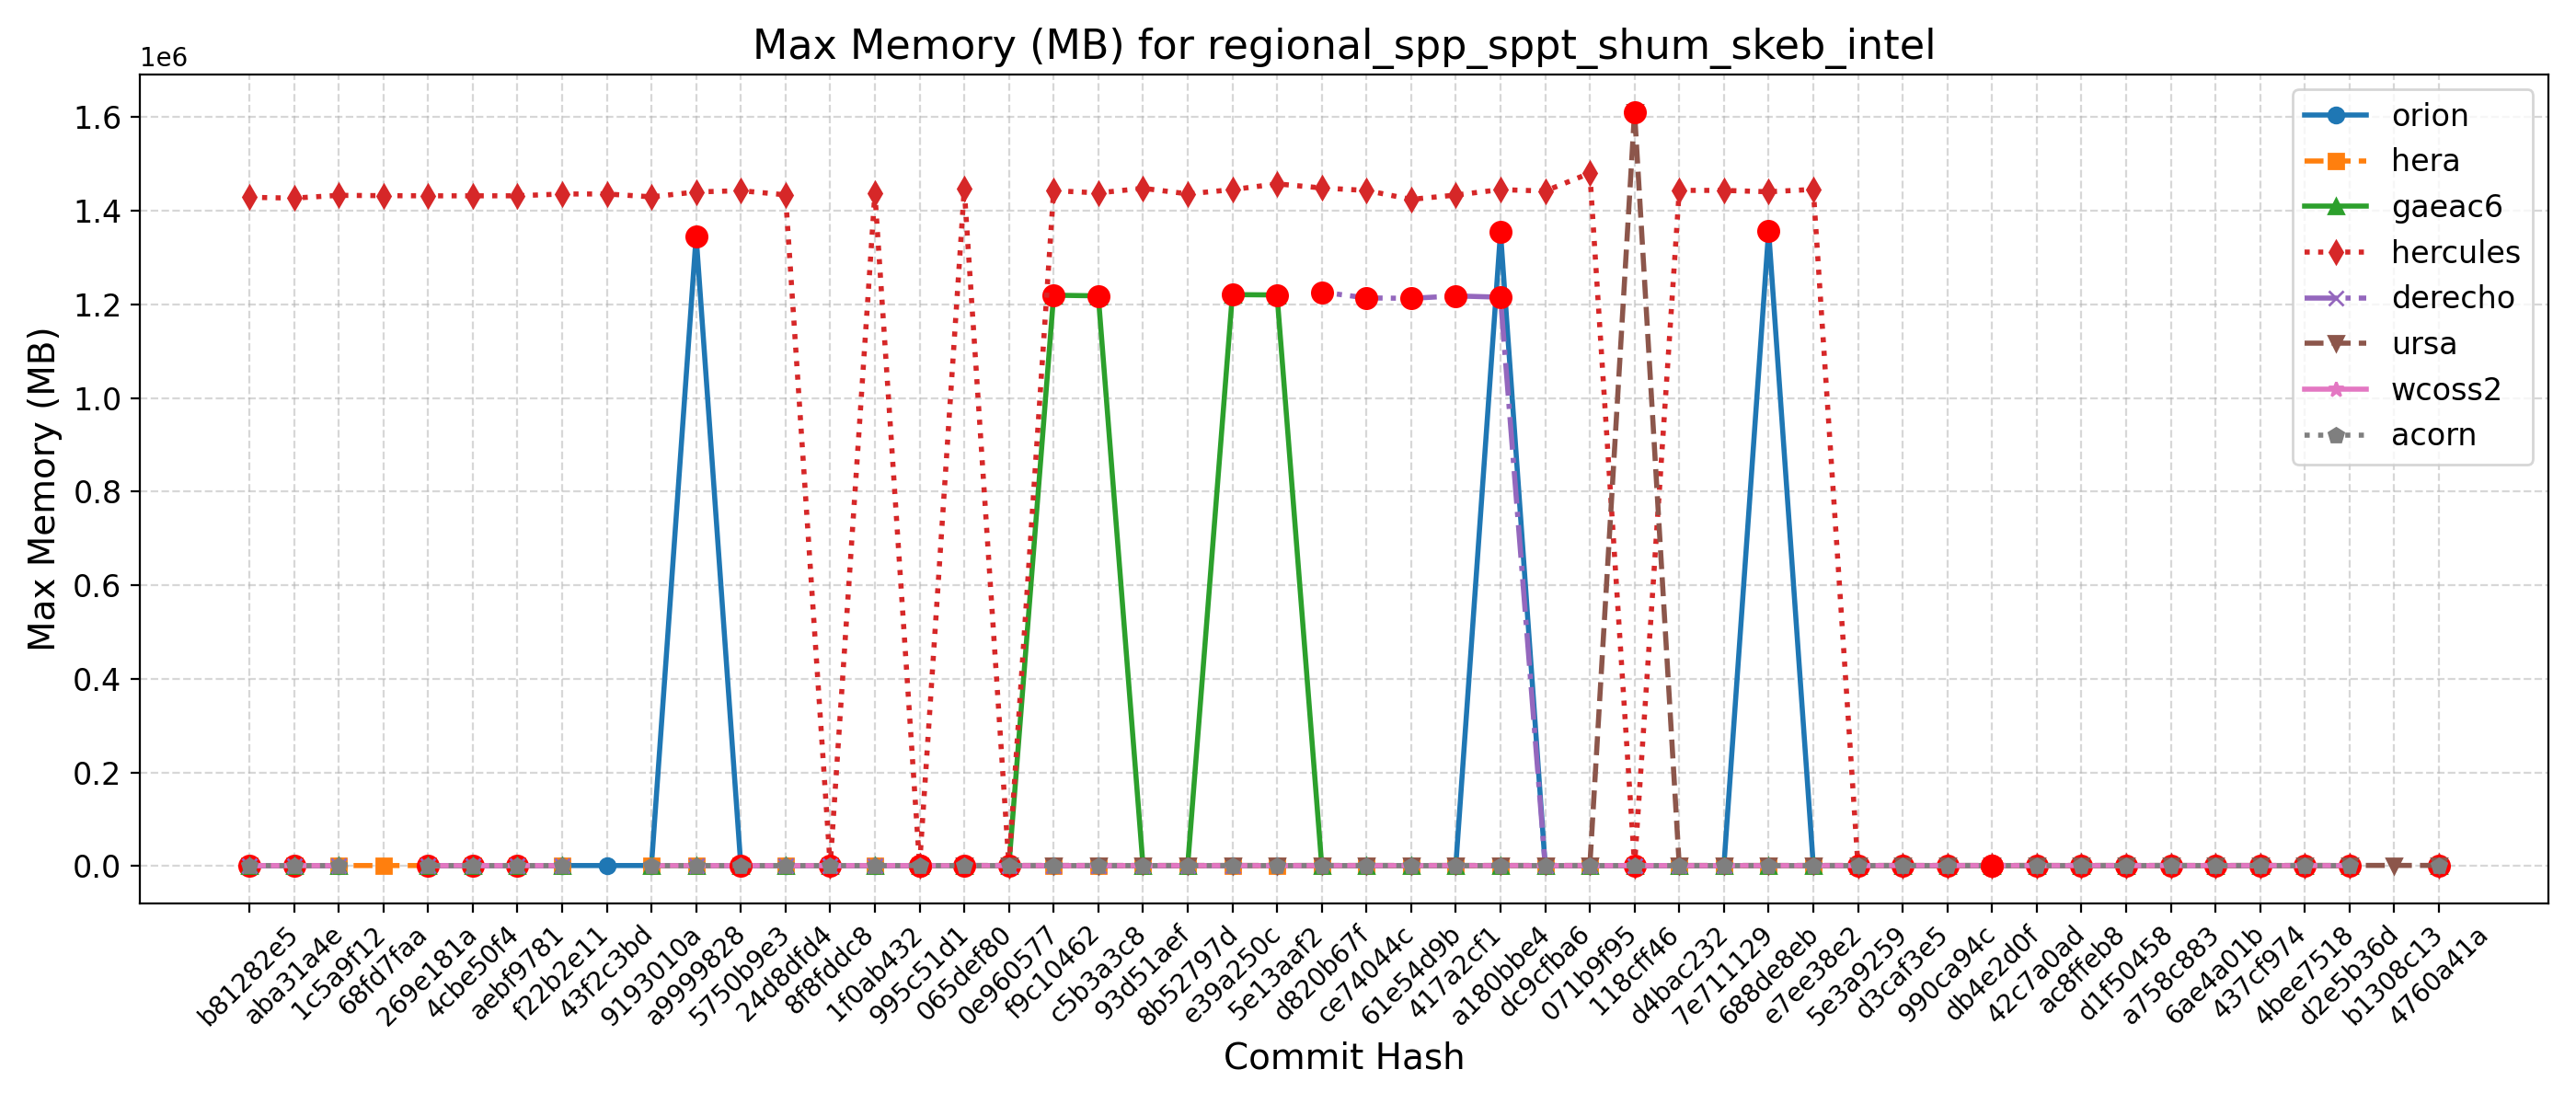 Max Memory (MB) for regional_spp_sppt_shum_skeb_intel
1e6
1.6
1.4
1.2
1.0
0.8
0.6
0.4
0.2
0.0
Max Memory (MB)
orion
hera
gaeac6
hercules
derecho
ursa
wcoss2
acorn
b81282e5
aba31a4e
1c5a9f12
68fd7faa
269e181a
4cbe50f4
aebf9781
f22b2e11
43f2c3bd
9193010a
a9999828
5750b9e3
24d8dfd4
8f8fddc8
1f0ab432
995c51d1
065def80
0e960577
f9c10462
c5b3a3c8
93d51aef
8b52797d
e39a250c
5e13aaf2
d820b67f
ce74044c
61e54d9b
417a2cf1
a180bbe4
dc9cfba6
071b9f95
118cff46
d4bac232
7e711129
688de8eb
e7ee38e2
5e3a9259
d3caf3e5
990ca94c
db4e2d0f
42c7a0ad
ac8ffeb8
d1f50458
a758c883
6ae4a01b
437cf974
4bee7518
d2e5b36d
b1308c13
4760a41a
Commit Hash